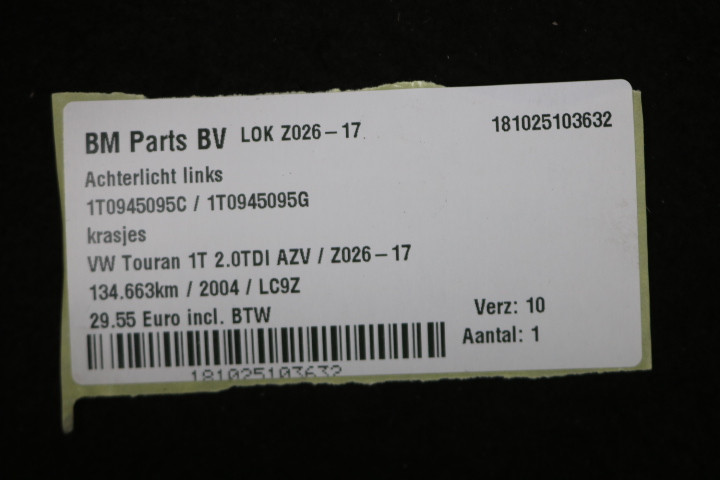 BM Parts BV LOK Z026-17 181025103632
Achterlicht links
1T0945095C / 1T0945095G
krasjes
VW Touran 1T 2.0TDI AZV / Z026-17
134.663km / 2004 / LC9Z
29.55 Euro incl. BTW
Verz: 10
Aantal: 1
181025103632